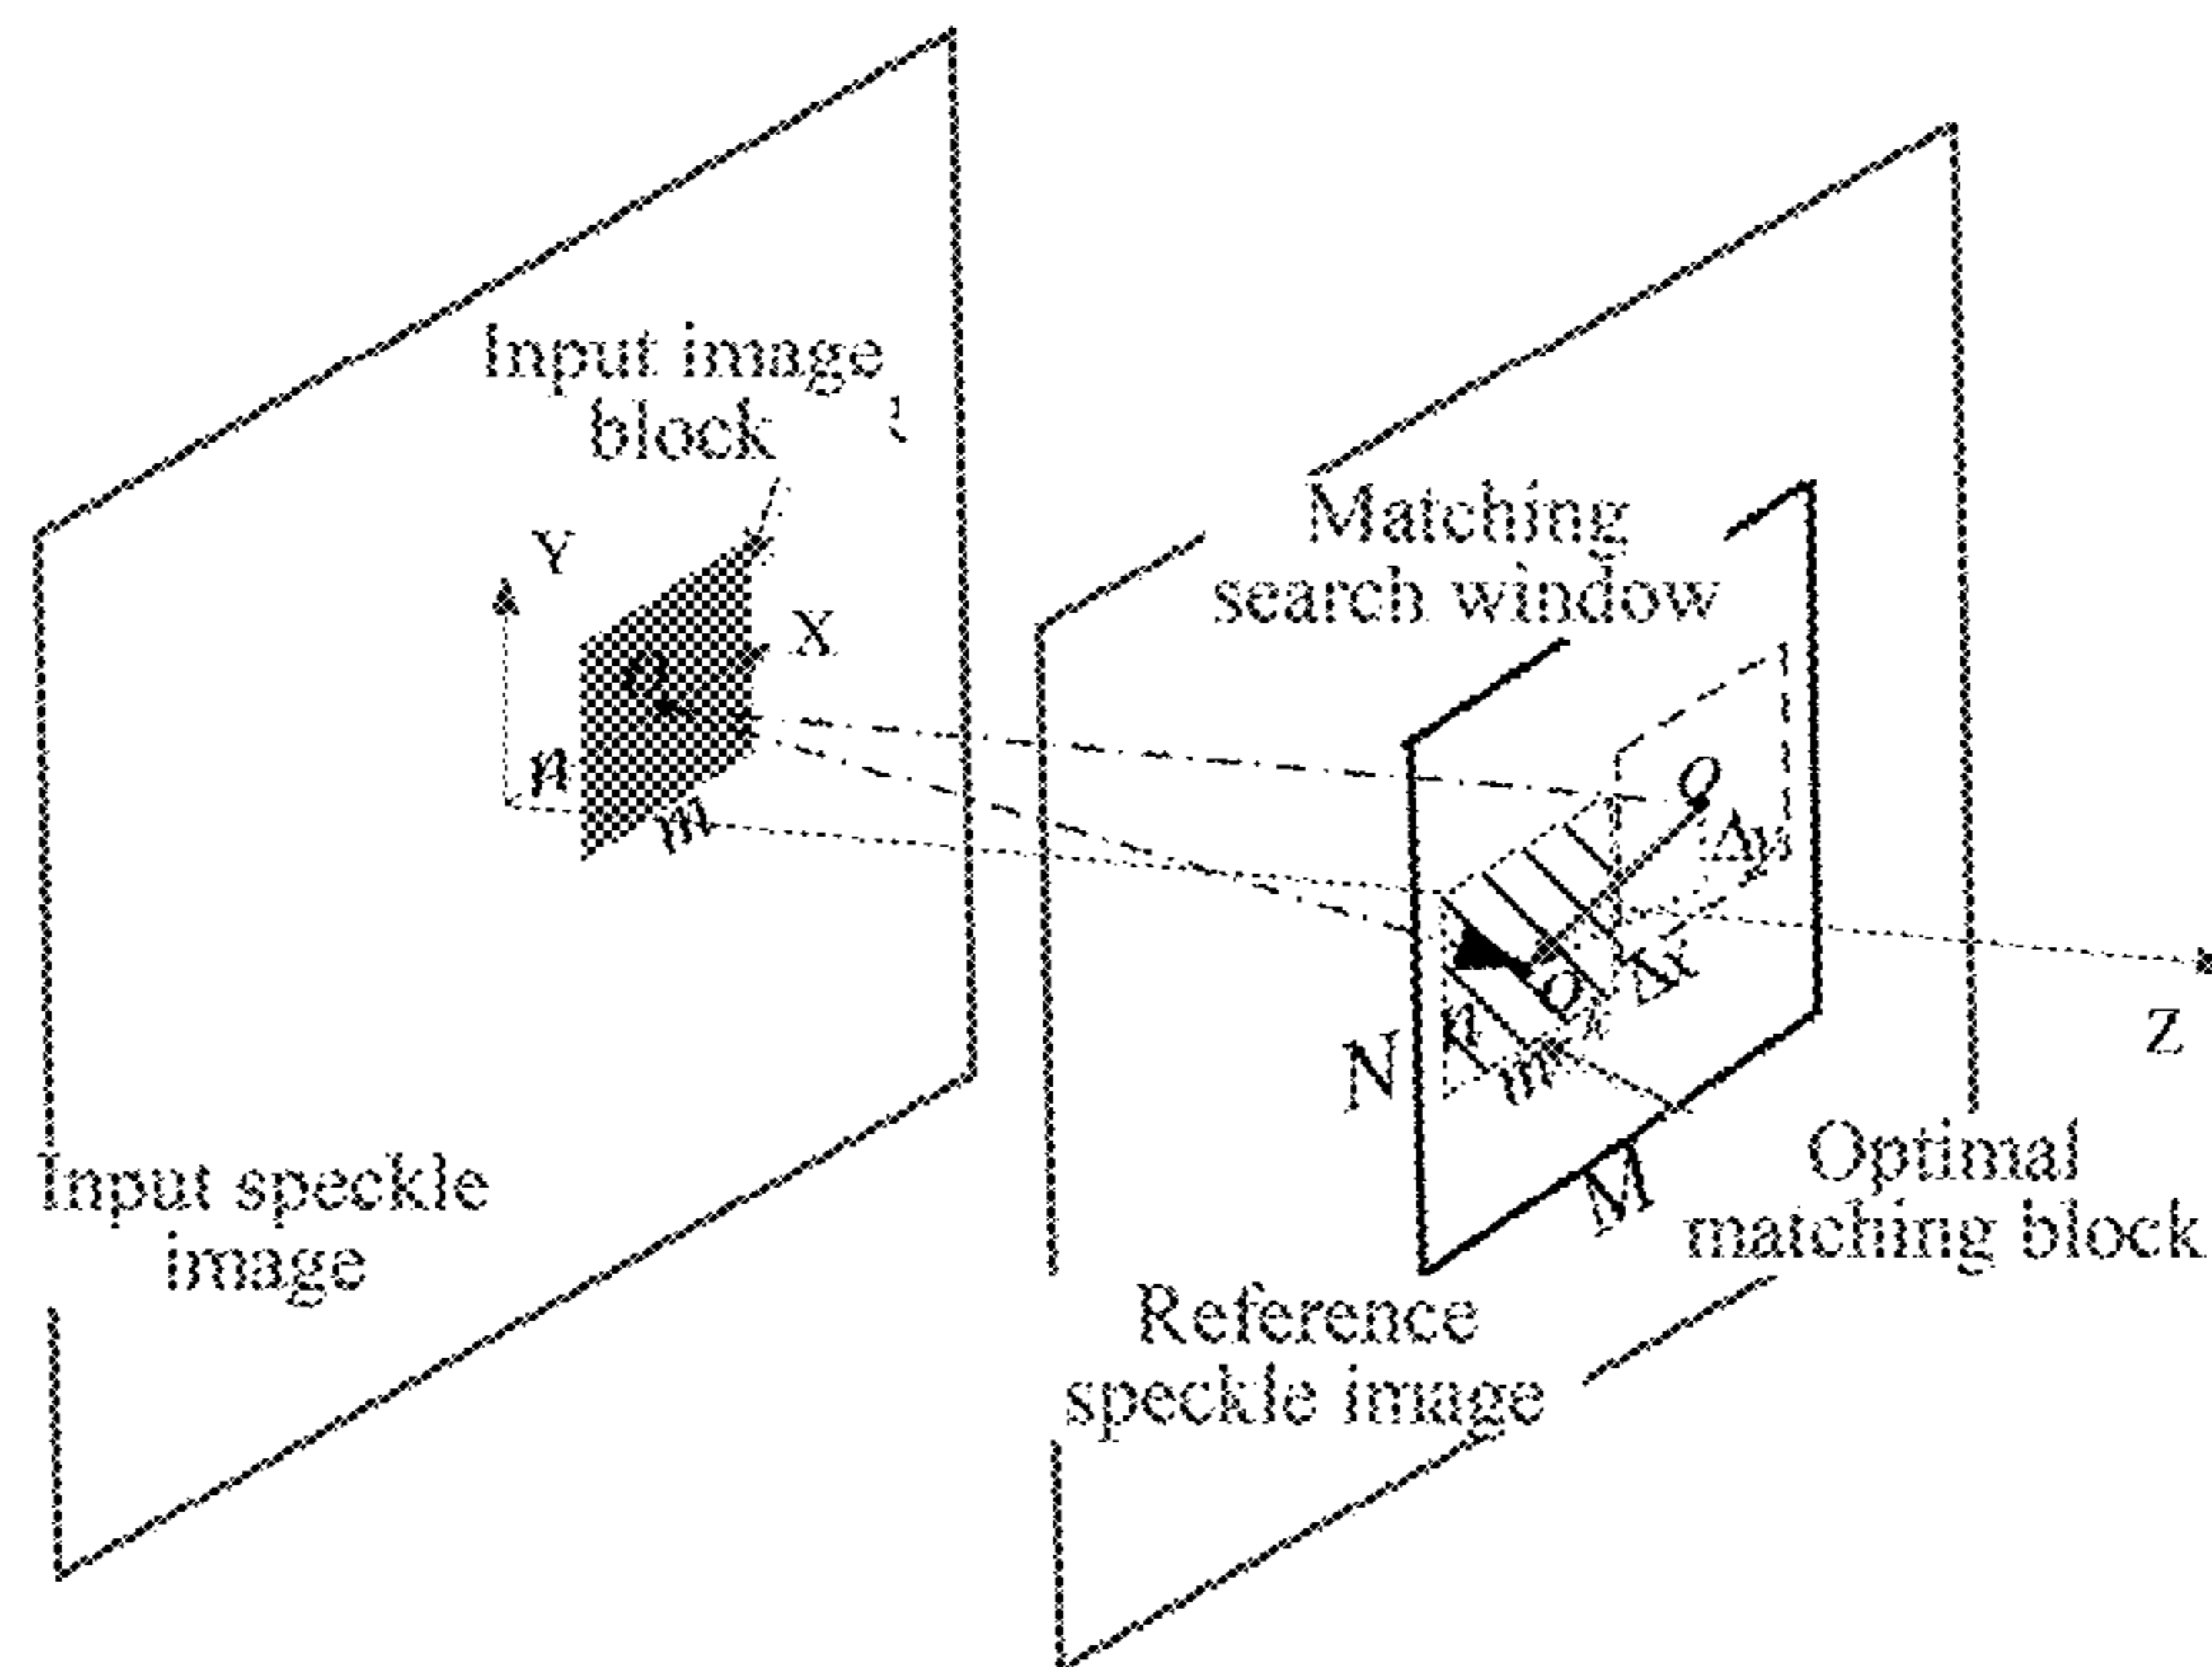 Input image
block
Y
X
n
m
Matching
search window
O
Δy
Δx
n
m
N
M
Z
Input speckle
image
Optimal
matching block
Reference
speckle image